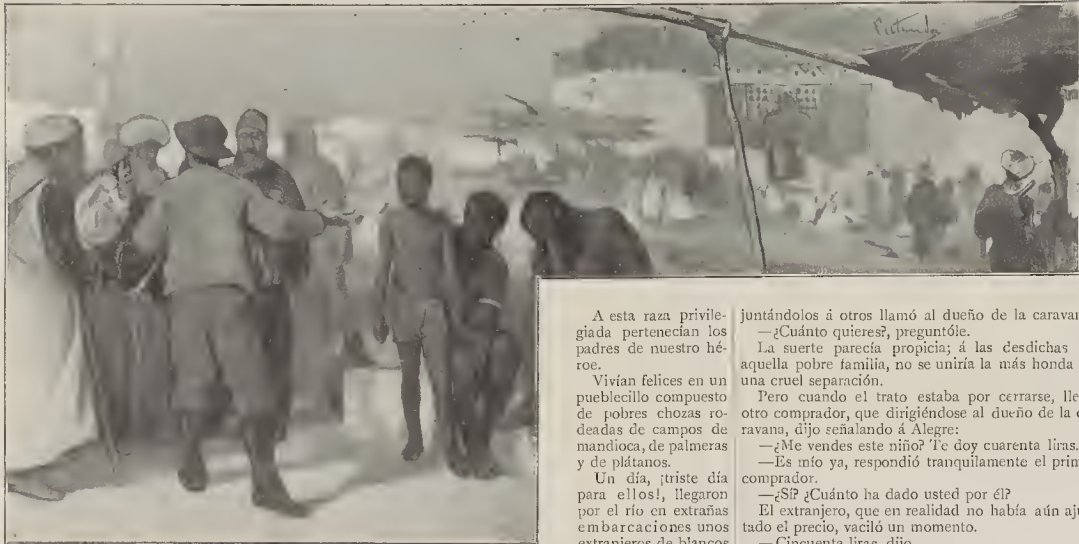 A esta raza privile-
giada pertenecían los
padres de nuestro hé-
roe.
Vivían felices en un
pueblecillo compuesto
de pobres chozas ro-
deadas de campos de
mandioca, de palmeras
y de plátanos.
Un día, ¡triste día
para ellos!, llegaron
por el río en extrañas
embarcaciones unos
extranjeros de blancos
juntándolos á otros llamó al dueño de la
—¿Cuánto quieres?, preguntóle.
La suerte parecía propicia; á las desdichas
aquella pobre familia, no se uniría la más honda
una cruel separación.
Pero cuando el trato estaba por cerrarse,
otro comprador, que dirigiéndose al dueño de la
ravana, dijo señalando á Alegre:
—¿Me vendes este niño? Te doy cuarenta liras.
—Es mío ya, respondió tranquilamente el
comprador.
—¿Sí? ¿Cuánto ha dado usted por él?
El extranjero, que en realidad no había aún
tado el precio, vaciló un momento.
—Cincuenta liras, dijo